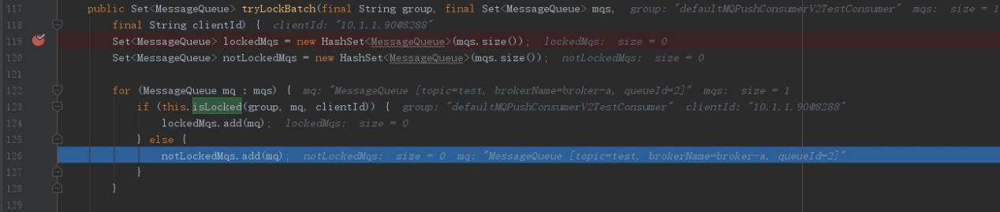 117 public Set<MessageQueue> tryLockBatch(final String group, final Set<MessageQueue> mqs, group: "defaultMQPushConsumerV2TestConsumer" mqs: size = 1
118 final String clientId) { clientId: "10.1.1.90@8288"
119 Set<MessageQueue> lockedMqs = new HashSet<MessageQueue>(mqs.size()); lockedMqs: size = 0
120 Set<MessageQueue> notLockedMqs = new HashSet<MessageQueue>(mqs.size()); notLockedMqs: size = 0
121
122 for (MessageQueue mq : mqs) { mq: "MessageQueue [topic=test, brokerName=broker-a, queueId=2]" mqs: size = 1
123 if (this.isLocked(group, mq, clientId)) { group: "defaultMQPushConsumerV2TestConsumer" clientId: "10.1.1.90@8288"
124 lockedMqs.add(mq); lockedMqs: size = 0
125 } else {
126 notLockedMqs.add(mq); notLockedMqs: size = 0 mq: "MessageQueue [topic=test, brokerName=broker-a, queueId=2]"
127 }
128 }
129